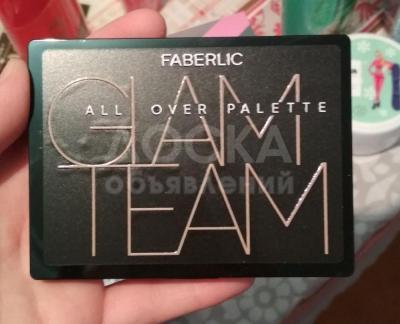 FABERLIC
GLAM
ALL OVER PALETTE
TEAM
ДОСКА
объявлений